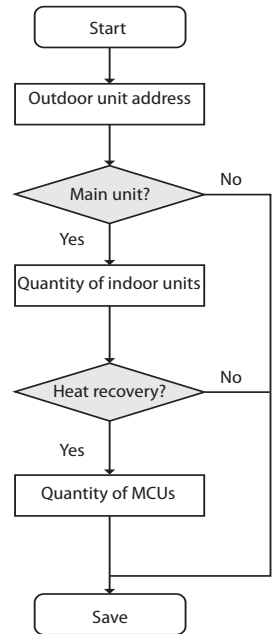 Start
Outdoor unit address
Main unit?
No
Yes
Quantity of indoor units
Heat recovery?
No
Yes
Quantity of MCUs
Save